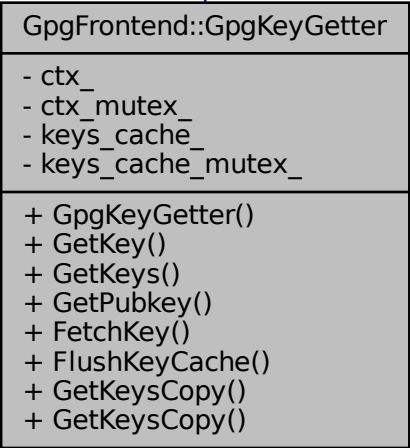 GpgFrontend::GpgKeyGetter
- ctx_
- ctx_mutex_
- keys_cache_
- keys_cache_mutex_
+ GpgKeyGetter()
+ GetKey()
+ GetKeys()
+ GetPubkey()
+ FetchKey()
+ FlushKeyCache()
+ GetKeysCopy()
+ GetKeysCopy()